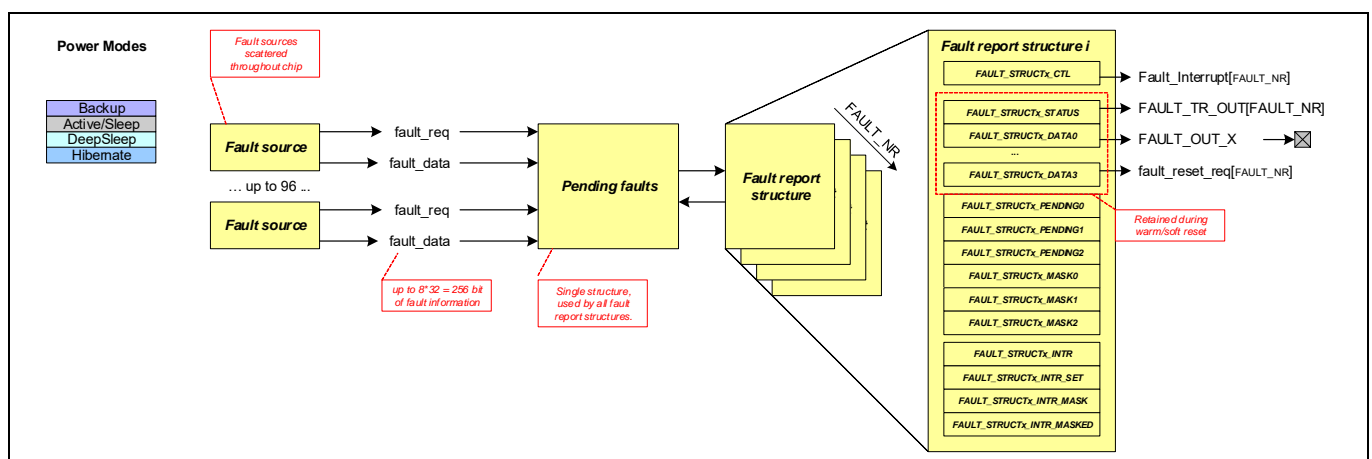 Power Modes
Backup
Active/Sleep
DeepSleep
Hibernate
Fault sources
scattered
throughout chip
Fault source
... up to 96 ...
Fault source
fault_req
fault_data
fault_req
fault_data
up to 8*32 = 256 bit
of fault information
Pending faults
Single structure,
used by all fault
report structures.
Fault report
structure
FAULT_NR
Fault report structure i
FAULT_STRUCTx_CTL
FAULT_STRUCTx_STATUS
FAULT_STRUCTx_DATA0
...
FAULT_STRUCTx_DATA3
FAULT_STRUCTx_PENDING0
FAULT_STRUCTx_PENDING1
FAULT_STRUCTx_PENDING2
FAULT_STRUCTx_MASK0
FAULT_STRUCTx_MASK1
FAULT_STRUCTx_MASK2
FAULT_STRUCTx_INTR
FAULT_STRUCTx_INTR_SET
FAULT_STRUCTx_INTR_MASK
FAULT_STRUCTx_INTR_MASKED
Fault_Interrupt[FAULT_NR]
FAULT_TR_OUT[FAULT_NR]
FAULT_OUT_X
fault_reset_req[FAULT_NR]
Retained during
warm/soft reset